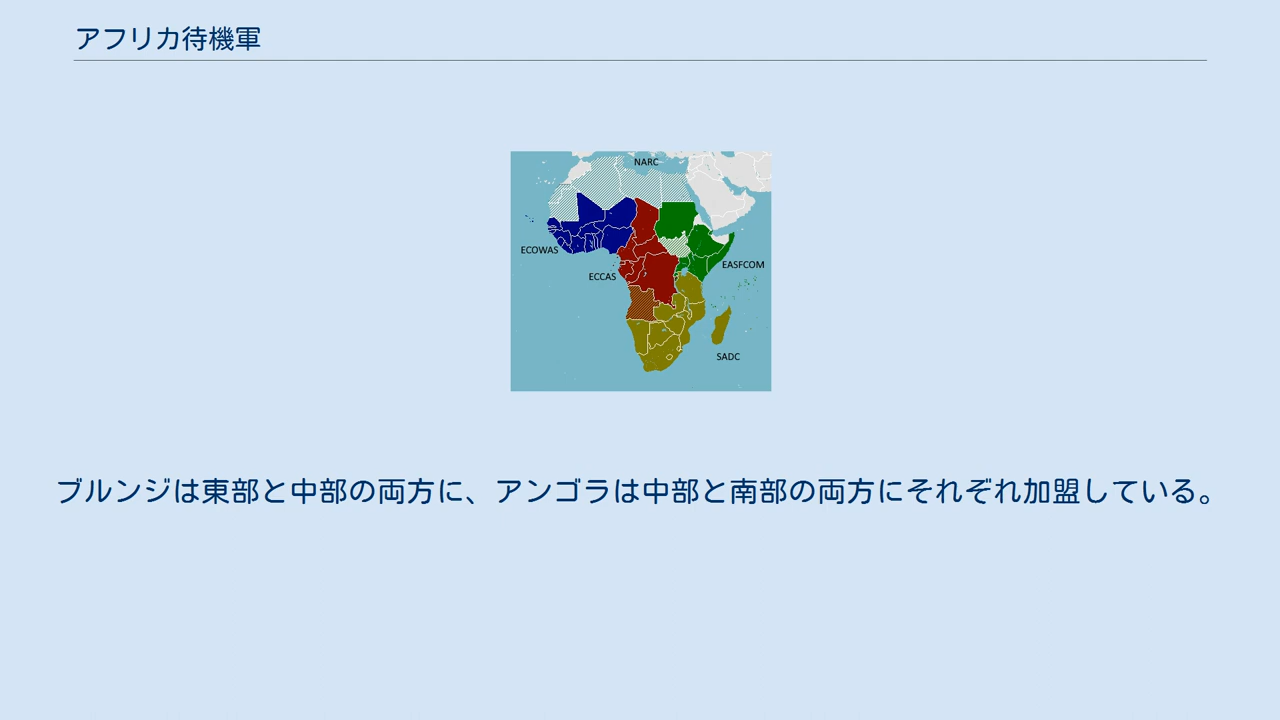 アフリカ待機軍
NARC
ECOWAS
ECCAS
EASFCOM
SADC
ブルンジは東部と中部の両方に、アンゴラは中部と南部の両方にそれぞれ加盟している。